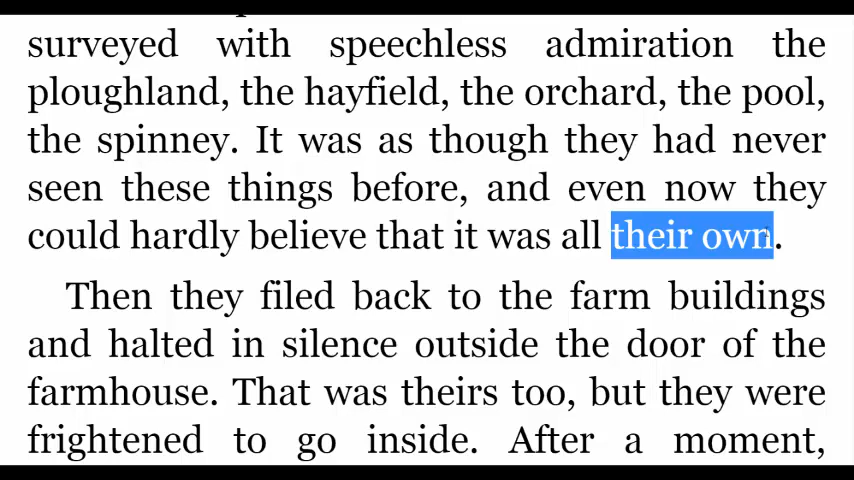 surveyed with speechless admiration the
ploughland, the hayfield, the orchard, the pool,
the spinney. It was as though they had never
seen these things before, and even now they
could hardly believe that it was all their own.
Then they filed back to the farm buildings
and halted in silence outside the door of the
farmhouse. That was theirs too, but they were
frightened to go inside. After a moment,